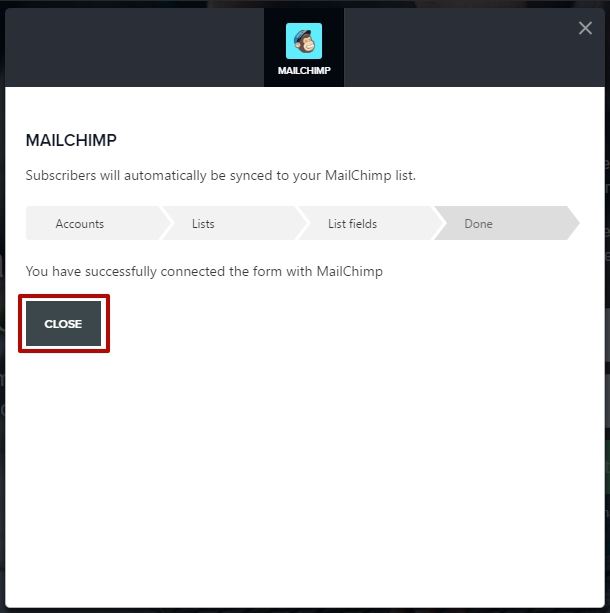 MAILCHIMP
MAILCHIMP
Subscribers will automatically be synced to your MailChimp list.
Accounts Lists List fields Done
You have successfully connected the form with MailChimp
CLOSE